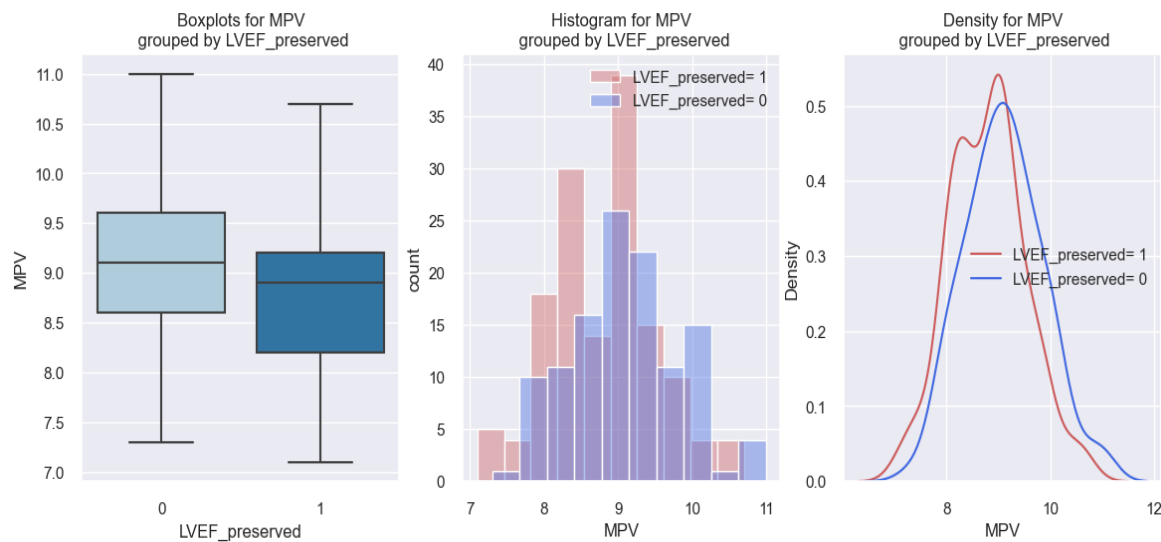 Boxplots for MPV
grouped by LVEF_preserved
MPV
11.0
10.5
10.0
9.5
9.0
8.5
8.0
7.5
7.0
0 1
LVEF_preserved
Histogram for MPV
grouped by LVEF_preserved
LVEF_preserved= 1
LVEF_preserved= 0
count
40
35
30
25
20
15
10
5
0
7 8 9 10 11
MPV
Density for MPV
grouped by LVEF_preserved
LVEF_preserved= 1
LVEF_preserved= 0
Density
0.5
0.4
0.3
0.2
0.1
0.0
8 10 12
MPV